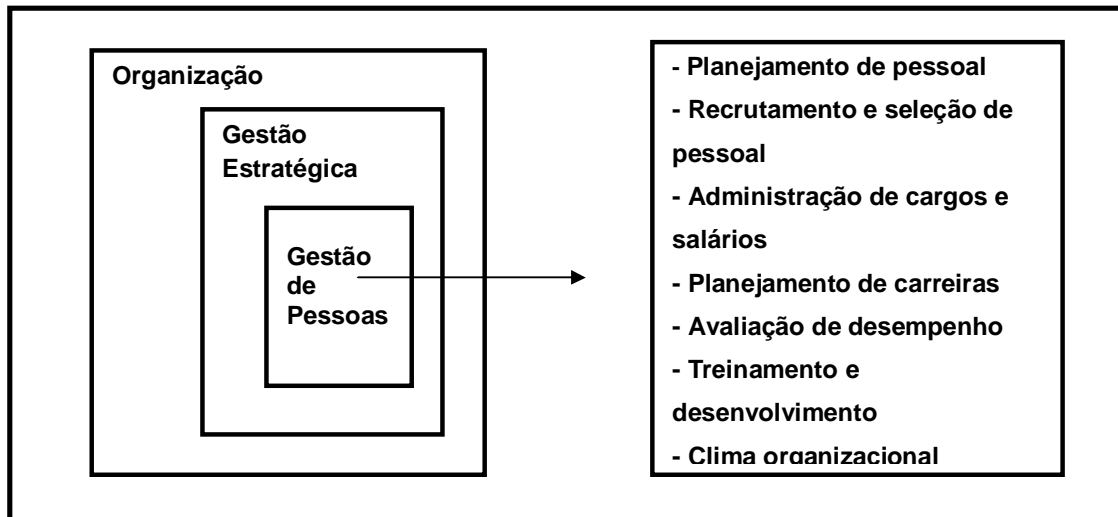 Organização
Gestão
Estratégica
Gestão
de
Pessoas
- Planejamento de pessoal
- Recrutamento e seleção de
pessoal
- Administração de cargos e
salários
- Planejamento de carreiras
- Avaliação de desempenho
- Treinamento e
desenvolvimento
- Clima organizacional